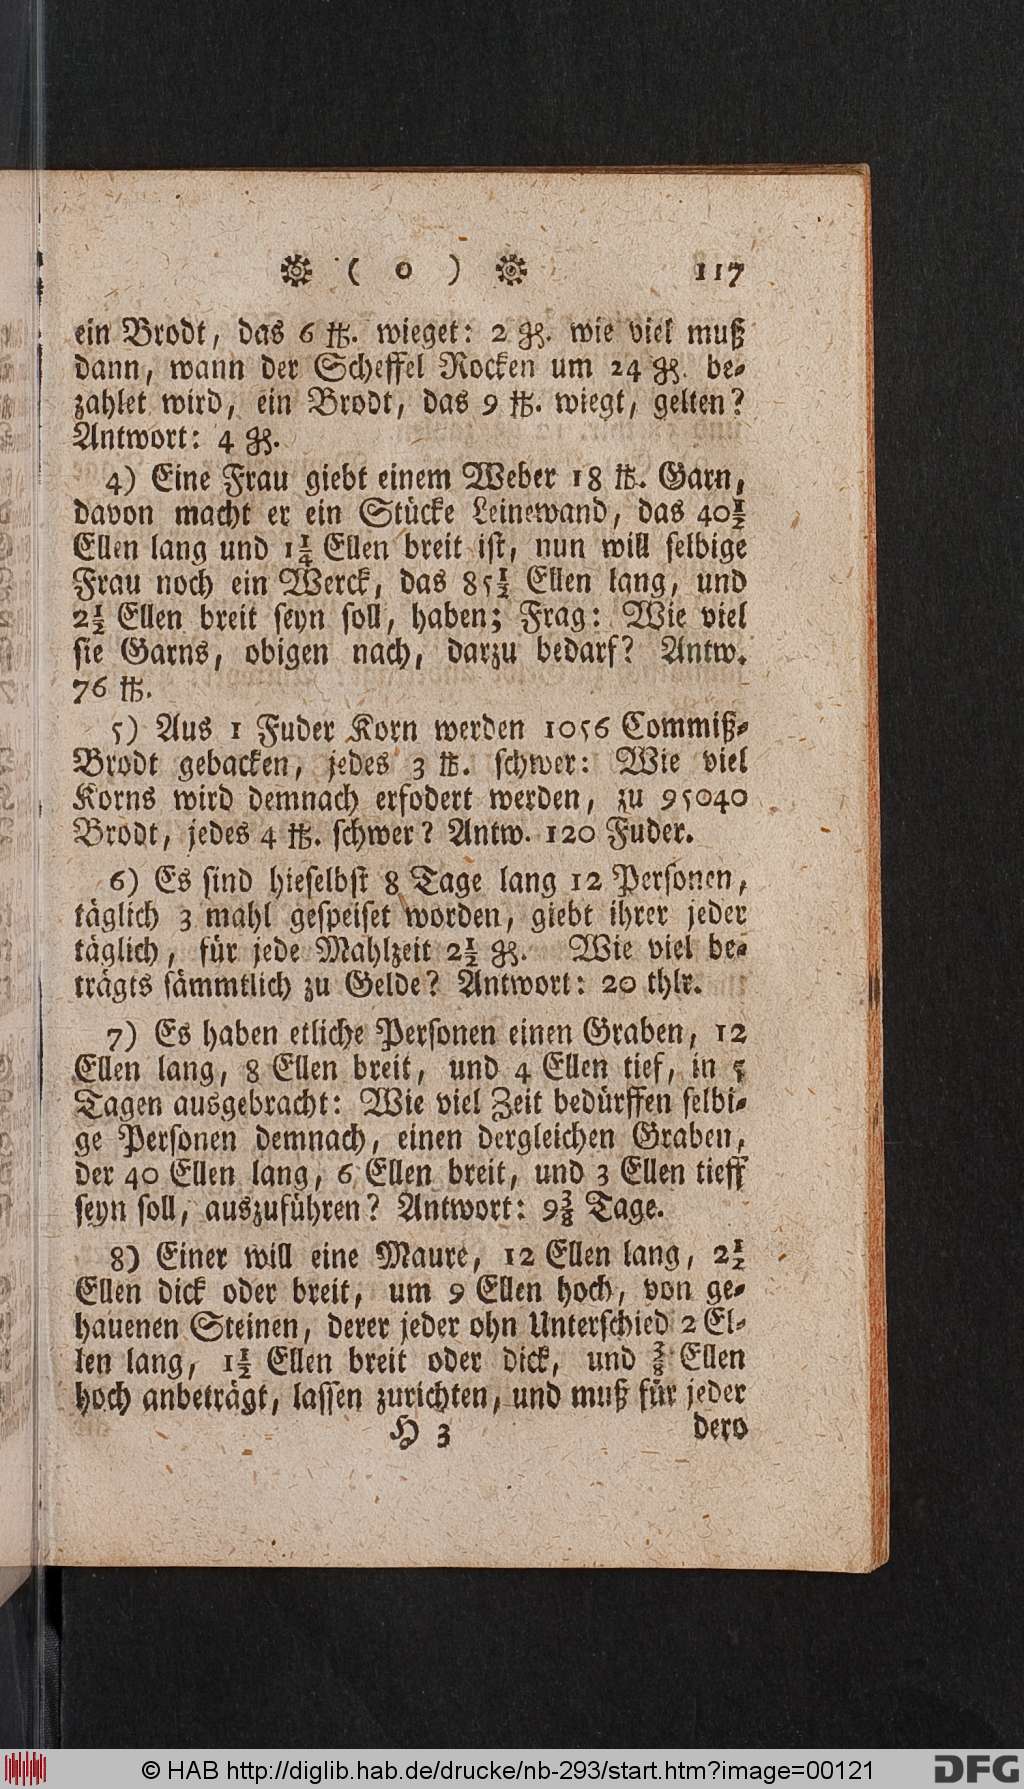 ( 0 ) 117
ein Brodt, das 6 ℔. wieget: 2 gR. wie viel muß
dann, wann der Scheffel Rocken um 24 gR. be-
zahlet wird, ein Brodt, das 9 ℔. wiegt, gelten?
Antwort: 4 gR.
4) Eine Frau giebt einem Weber 18 ℔. Garn,
davon macht er ein Stücke Leinewand, das 40½
Ellen lang und 1¼ Ellen breit ist, nun will selbige
Frau noch ein Werck, das 85½ Ellen lang, und
2½ Ellen breit seyn soll, haben; Frag: Wie viel
sie Garns, obigen nach, darzu bedarf? Antw.
76 ℔.
5) Aus 1 Fuder Korn werden 1056 Commiß-
Brodt gebacken, jedes 3 ℔. schwer: Wie viel
Korns wird demnach erfodert werden, zu 95040
Brodt, jedes 4 ℔. schwer? Antw. 120 Fuder.
6) Es sind hieselbst 8 Tage lang 12 Personen,
täglich 3 mahl gespeiset worden, giebt ihrer jeder
täglich, für jede Mahlzeit 2½ gR. Wie viel be-
trägts sämmtlich zu Gelde? Antwort: 20 thlr.
7) Es haben etliche Personen einen Graben, 12
Ellen lang, 8 Ellen breit, und 4 Ellen tief, in 5
Tagen ausgebracht: Wie viel Zeit bedürffen selbi-
ge Personen demnach, einen dergleichen Graben,
der 40 Ellen lang, 6 Ellen breit, und 3 Ellen tieff
seyn soll, auszuführen? Antwort: 9⅜ Tage.
8) Einer will eine Maure, 12 Ellen lang, 2½
Ellen dick oder breit, um 9 Ellen hoch, von ge-
hauenen Steinen, derer jeder ohn Unterschied 2 El-
len lang, 1½ Ellen breit oder dick, und ⅜ Ellen
hoch anbeträgt, lassen zurichten, und muß für jeder
H 3 dero
© HAB http://diglib.hab.de/drucke/nb-293/start.htm?image=00121
DFG